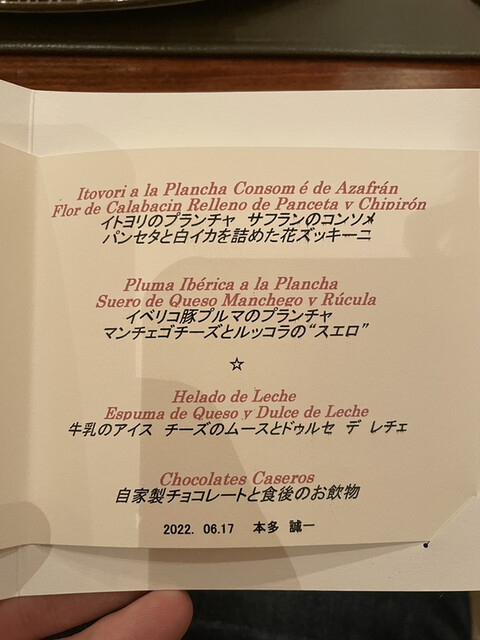 Itoyori a la Plancha Consom é de Azafrán
Flor de Calabacin Relleno de Panceta y Chipirón
イトヨリのプランチャ サフランのコンソメ
パンセタと白イカを詰めた花ズッキーニ
Pluma Ibérica a la Plancha
Suero de Queso Manchego y Rúcula
イベリコ豚プルマのプランチャ
マンチェゴチーズとルッコラの“スエロ”
☆
Helado de Leche
Espuma de Queso y Dulce de Leche
牛乳のアイス チーズのムースとドゥルセ デ レチェ
Chocolates Caseros
自家製チョコレートと食後のお飲物
2022. 06.17 本多 誠一